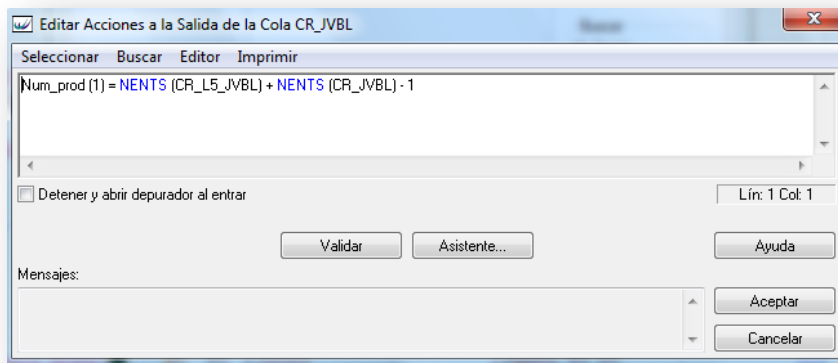 Editar Acciones a la Salida de la Cola CR_JVBL
Seleccionar Buscar Editor Imprimir
Num_prod (1) = NENTS (CR_L5_JVBL) + NENTS (CR_JVBL) - 1
Detener y abrir depurador al entrar
Lín: 1 Col: 1
Validar Asistente... Ayuda
Mensajes:
Aceptar
Cancelar